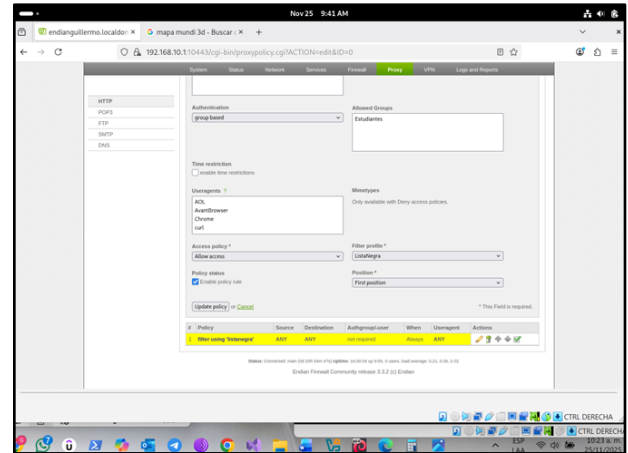 Nov 25 9:41 AM
endianguillermo.localdon ×
mapa mundi 3d - Buscar c ×
192.168.10.1:10443/cgi-bin/proxypolicy.cgi?ACTION=edit&ID=0
System Status Network Services Firewall Proxy VPN Logs and Reports
HTTP
POP3
FTP
SMTP
DNS
Authentication
group based
Allowed Groups
Estudiantes
Time restriction
enable time restrictions
Useragents ?
AOL
AvantBrowser
Chrome
curl
Mimetypes
Only available with Deny access policies.
Access policy *
Allow access
Filter profile *
ListaNegra
Policy status
Enable policy rule
Position *
First position
Update policy or Cancel
* This Field is required.
# Policy Source Destination Authgroup/-user When Useragent Actions
1 filter using 'listanegra' ANY ANY not required Always ANY
Endian Firewall Community release 3.3.2 (c) Endian
CTRL DERECHA
CTRL DERECHA
ESP
LAA
10:23 a. m.
25/11/2025